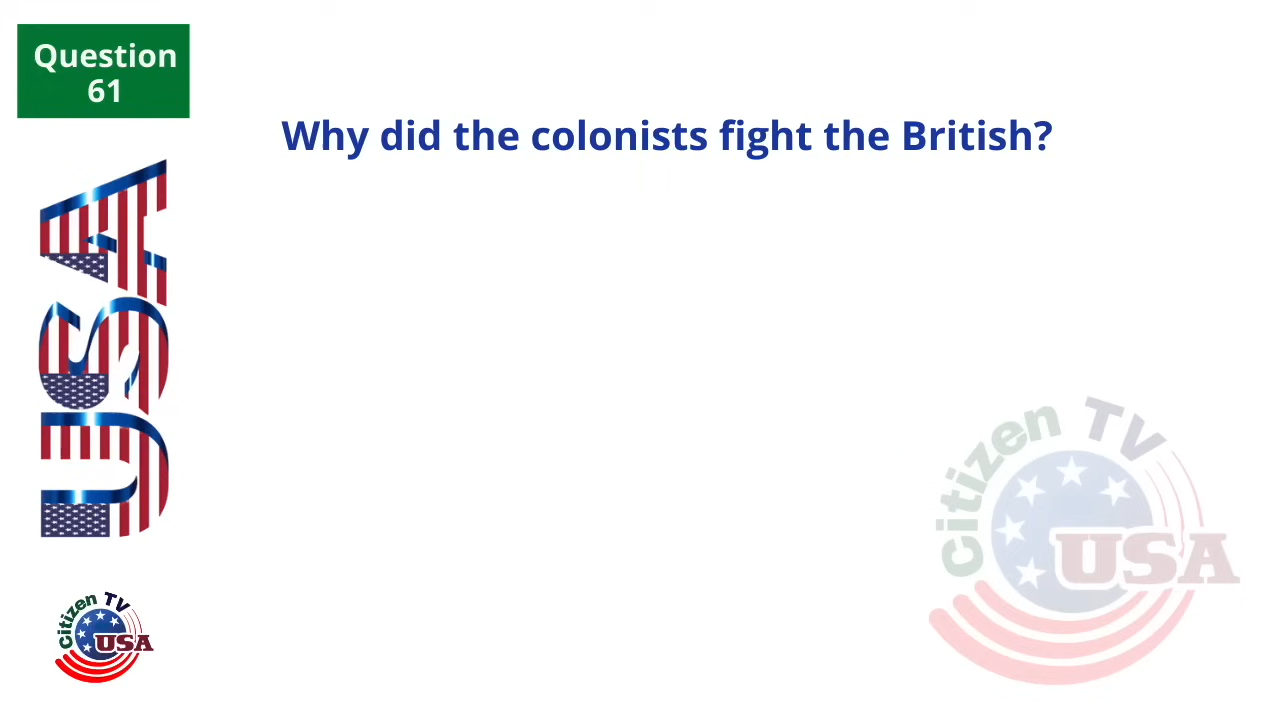 Question
61
Why did the colonists fight the British?
USA
Citizen TV
USA
Citizen TV
USA